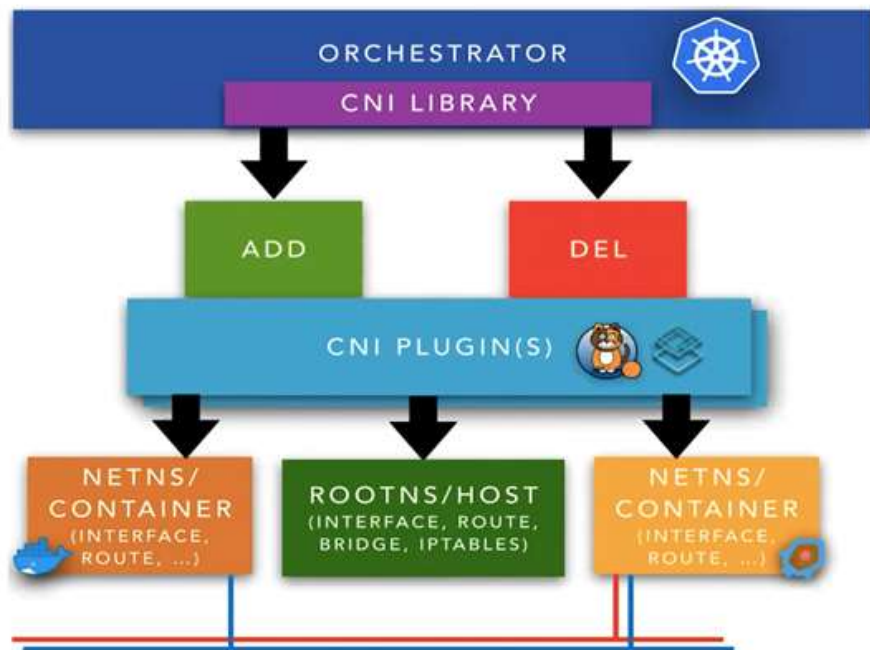 ORCHESTRATOR
CNI LIBRARY
ADD
DEL
CNI PLUGIN(S)
NETNS/
CONTAINER
(INTERFACE,
ROUTE, ...)
ROOTNS/HOST
(INTERFACE, ROUTE,
BRIDGE, IPTABLES)
NETNS/
CONTAINER
(INTERFACE,
ROUTE, ...)